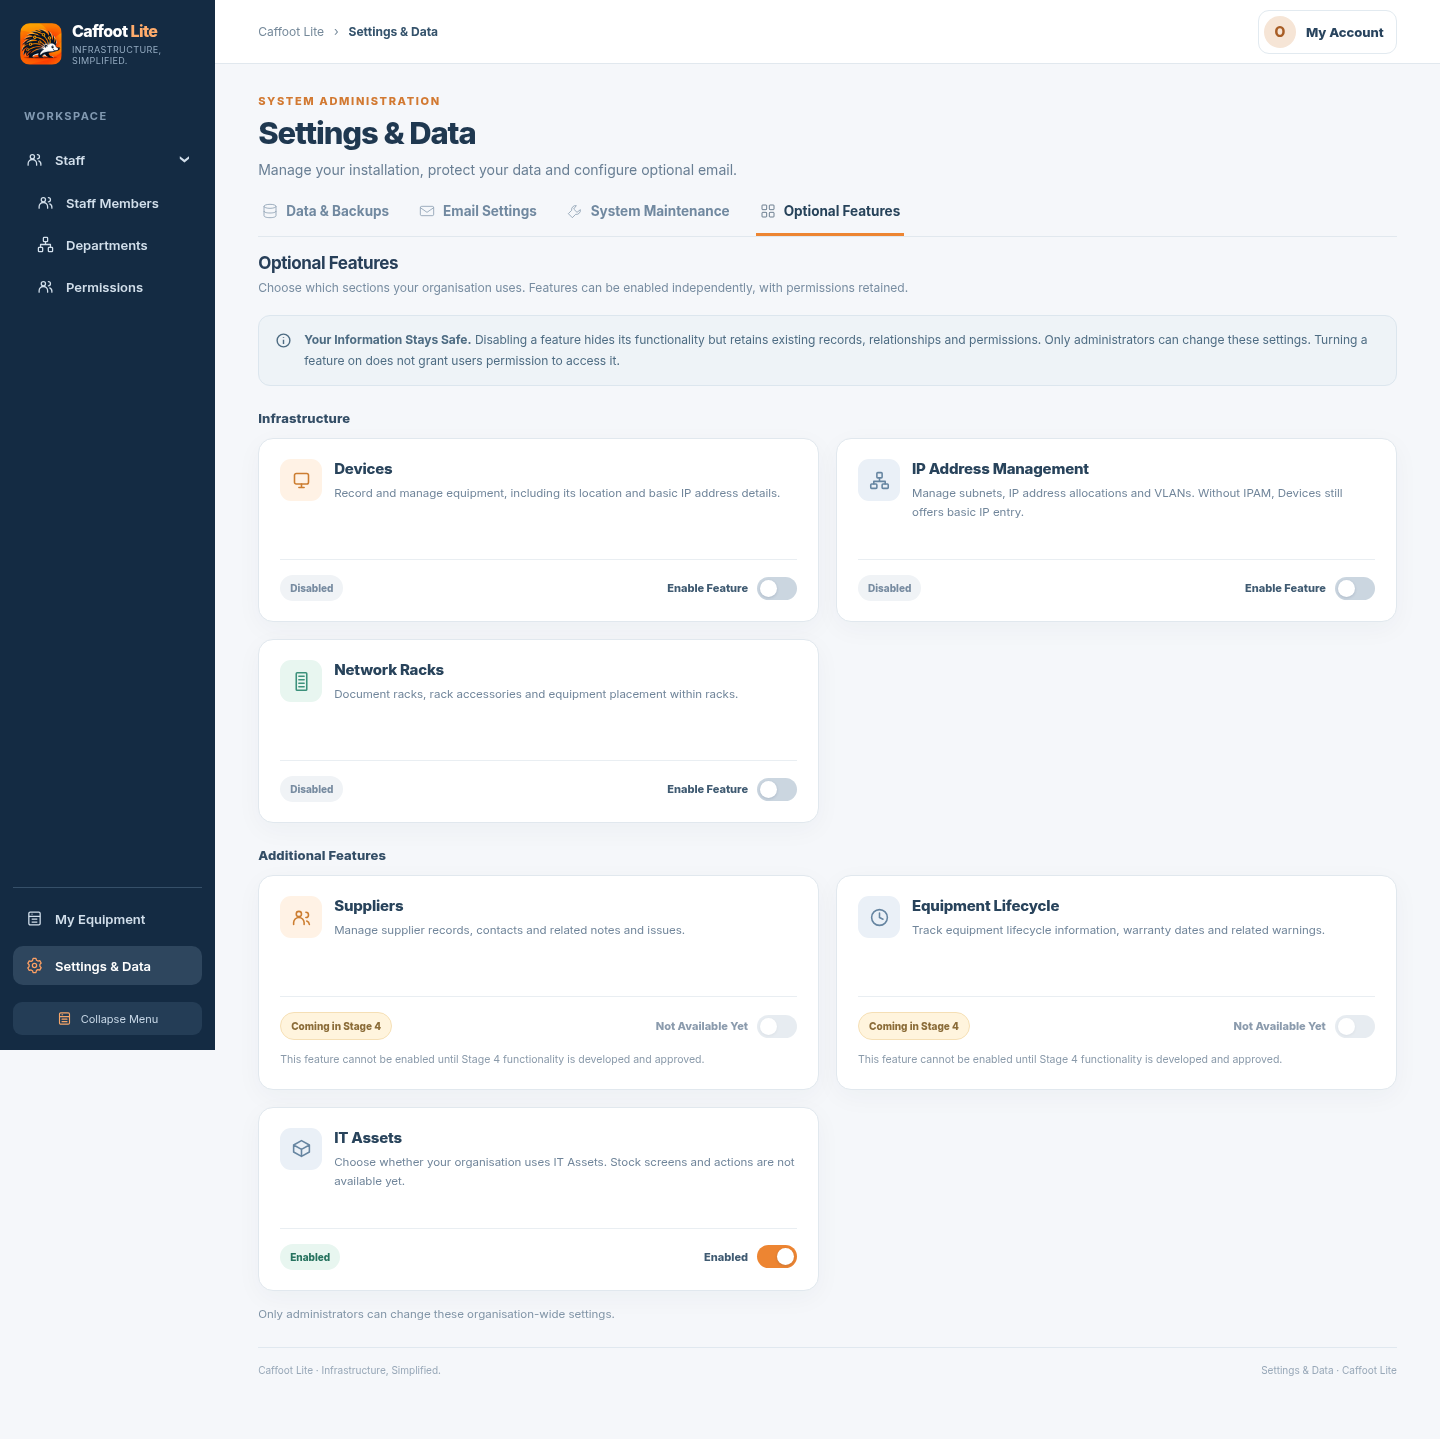 Caffoot Lite
INFRASTRUCTURE,
SIMPLIFIED.
WORKSPACE
Staff
Staff Members
Departments
Permissions
My Equipment
Settings & Data
Collapse Menu
Caffoot Lite › Settings & Data
O My Account
SYSTEM ADMINISTRATION
Settings & Data
Manage your installation, protect your data and configure optional email.
Data & Backups Email Settings System Maintenance Optional Features
Optional Features
Choose which sections your organisation uses. Features can be enabled independently, with permissions retained.
Your Information Stays Safe. Disabling a feature hides its functionality but retains existing records, relationships and permissions. Only administrators can change these settings. Turning a
feature on does not grant users permission to access it.
Infrastructure
Devices
Record and manage equipment, including its location and basic IP address details.
Disabled Enable Feature
IP Address Management
Manage subnets, IP address allocations and VLANs. Without IPAM, Devices still
offers basic IP entry.
Disabled Enable Feature
Network Racks
Document racks, rack accessories and equipment placement within racks.
Disabled Enable Feature
Additional Features
Suppliers
Manage supplier records, contacts and related notes and issues.
Coming in Stage 4 Not Available Yet
This feature cannot be enabled until Stage 4 functionality is developed and approved.
Equipment Lifecycle
Track equipment lifecycle information, warranty dates and related warnings.
Coming in Stage 4 Not Available Yet
This feature cannot be enabled until Stage 4 functionality is developed and approved.
IT Assets
Choose whether your organisation uses IT Assets. Stock screens and actions are not
available yet.
Enabled Enabled
Only administrators can change these organisation-wide settings.
Caffoot Lite · Infrastructure, Simplified. Settings & Data · Caffoot Lite